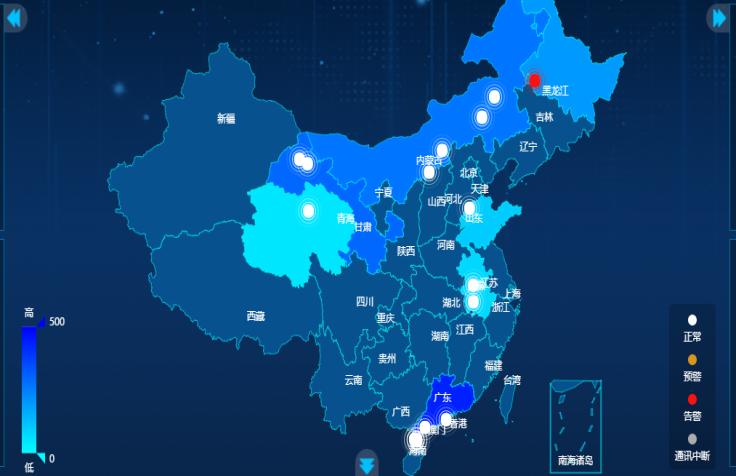 黑龙江
吉林
新疆
辽宁
内蒙古
北京
天津
宁夏
山西
河北
青海
山东
甘肃
河南
陕西
江苏
上海
四川
湖北
浙江
高
500
西藏
重庆
江西
湖南
正常
贵州
福建
预警
云南
台湾
广东
广西
告警
香港
海南
通讯中断
南海诸岛
0
低